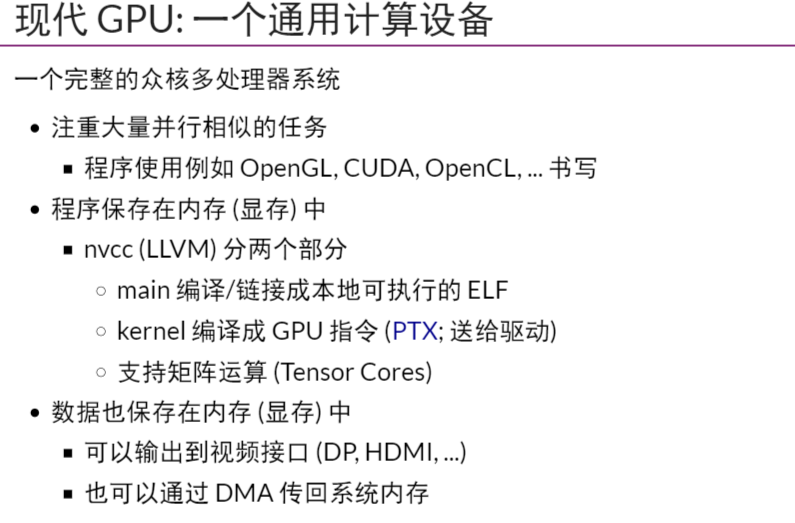 现代 GPU: 一个通用计算设备
一个完整的众核多处理器系统
• 注重大量并行相似的任务
▪ 程序使用例如 OpenGL, CUDA, OpenCL, ... 书写
• 程序保存在内存 (显存) 中
▪ nvcc (LLVM) 分两个部分
○ main 编译/链接成本地可执行的 ELF
○ kernel 编译成 GPU 指令 (PTX; 送给驱动)
○ 支持矩阵运算 (Tensor Cores)
• 数据也保存在内存 (显存) 中
▪ 可以输出到视频接口 (DP, HDMI, ...)
▪ 也可以通过 DMA 传回系统内存